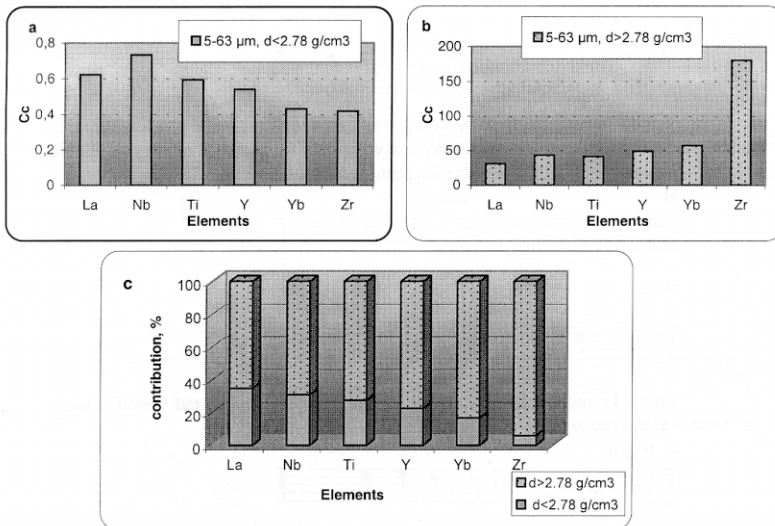 a
5-63 µm, d<2.78 g/cm3
0,8
0,6
0,4
0,2
0
Cc
La Nb Ti Y Yb Zr
Elements
b
5-63 µm, d>2.78 g/cm3
200
150
100
50
0
Cc
La Nb Ti Y Yb Zr
Elements
c
100
80
60
40
20
0
contribution, %
La Nb Ti Y Yb Zr
Elements
d>2.78 g/cm3
d<2.78 g/cm3